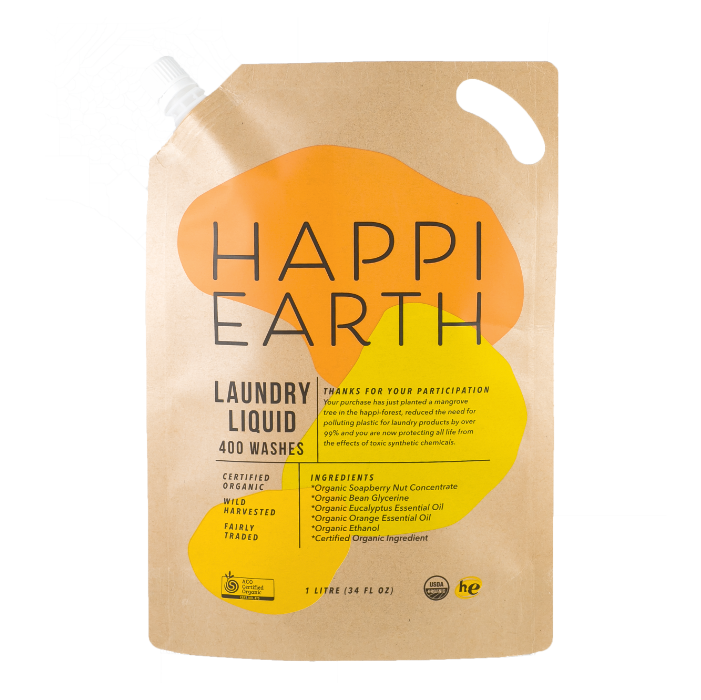 HAPPI
EARTH
LAUNDRY
LIQUID
400 WASHES
THANKS FOR YOUR PARTICIPATION
Your purchase has just planted a mangrove
tree in the happi-forest, reduced the need for
polluting plastic for laundry products by over
99% and you are now protecting all life from
the effects of toxic synthetic chemicals.
CERTIFIED
ORGANIC
WILD
HARVESTED
FAIRLY
TRADED
INGREDIENTS
*Organic Soapberry Nut Concentrate
*Organic Bean Glycerine
*Organic Eucalyptus Essential Oil
*Organic Orange Essential Oil
*Organic Ethanol
*Certified Organic Ingredient
ACO
Certified
Organic
1 LITRE (34 FL OZ)
USDA
ORGANIC
he